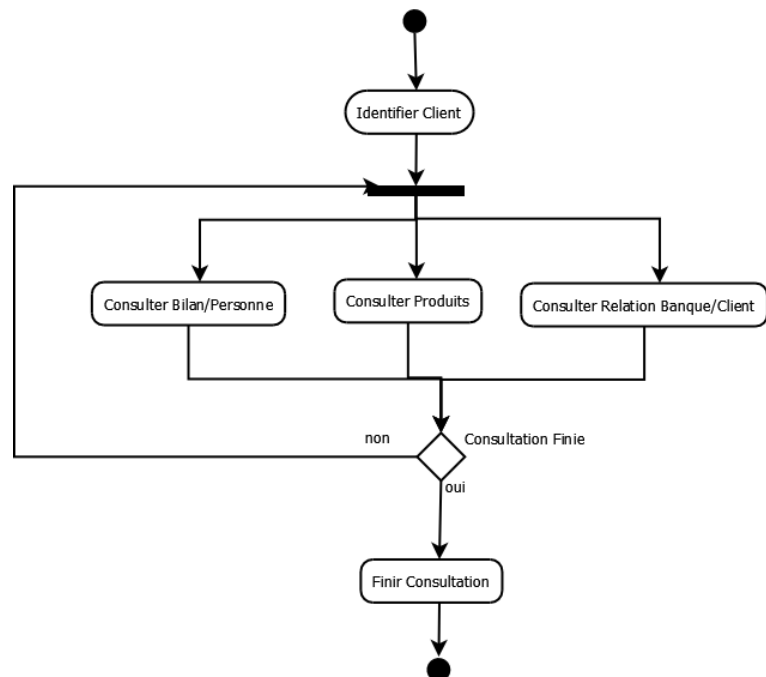 Identifier Client
Consulter Bilan/Personne
Consulter Produits
Consulter Relation Banque/Client
non
Consultation Finie
oui
Finir Consultation